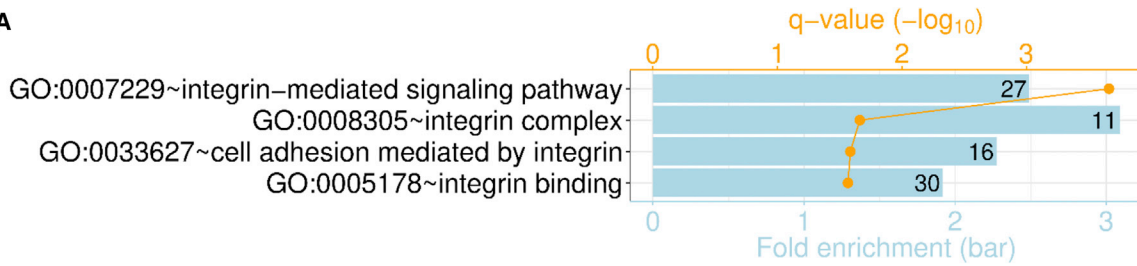 A
q−value (−log10)
0 1 2 3
GO:0007229~integrin−mediated signaling pathway 27
GO:0008305~integrin complex 11
GO:0033627~cell adhesion mediated by integrin 16
GO:0005178~integrin binding 30
0 1 2 3
Fold enrichment (bar)